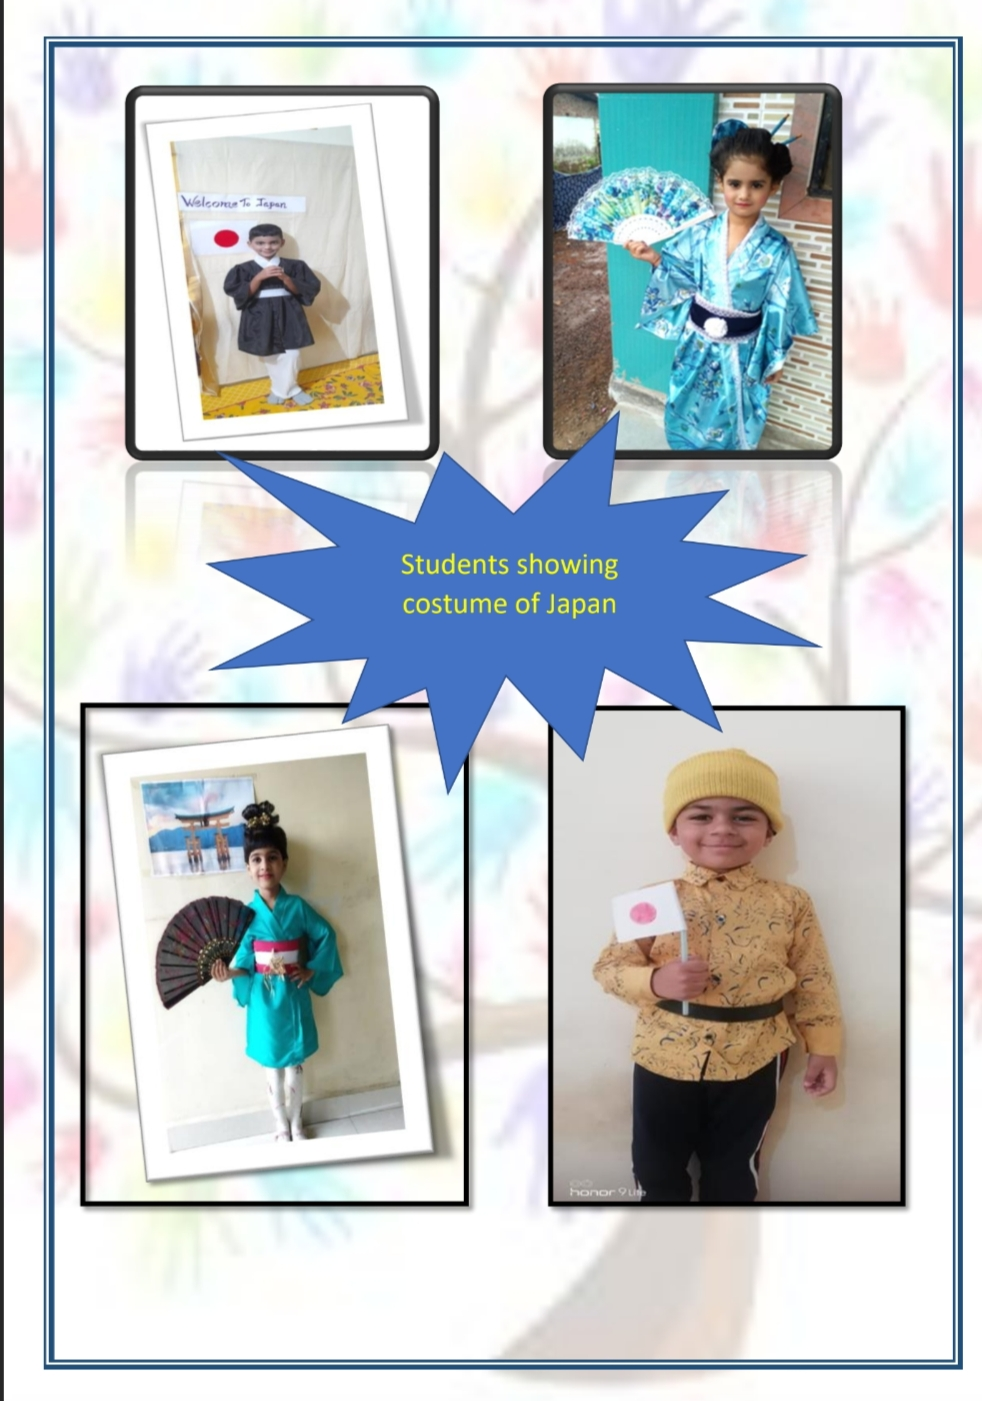 Welcome To Japan
Students showing
costume of Japan
honor 9 Lite